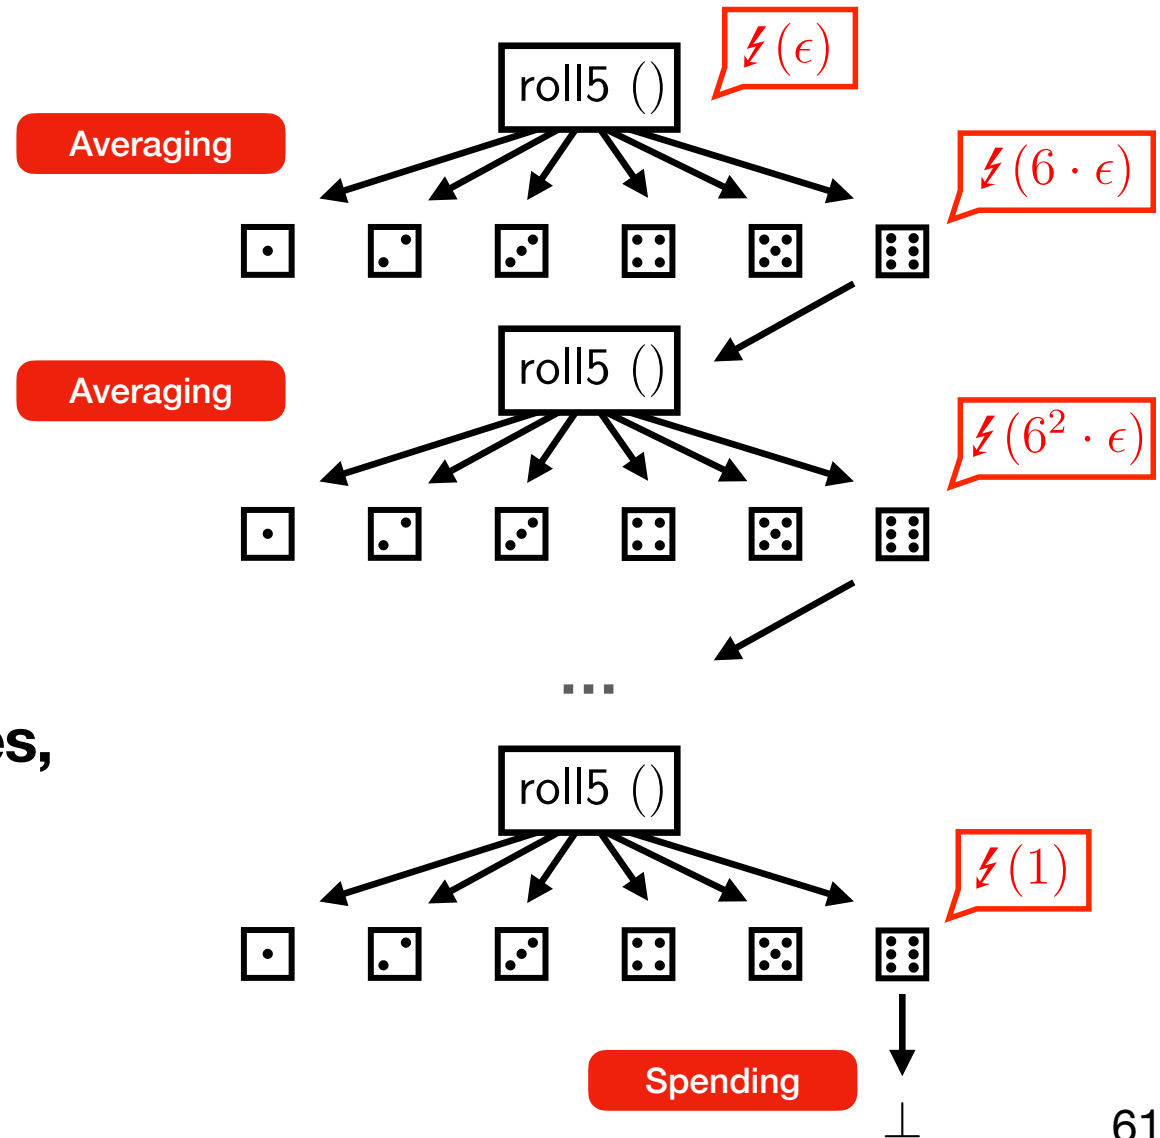 roll5 ()
↯(ϵ)
Averaging
↯(6 · ϵ)
roll5 ()
Averaging
↯(6² · ϵ)
...
es,
roll5 ()
↯(1)
Spending
⊥
61